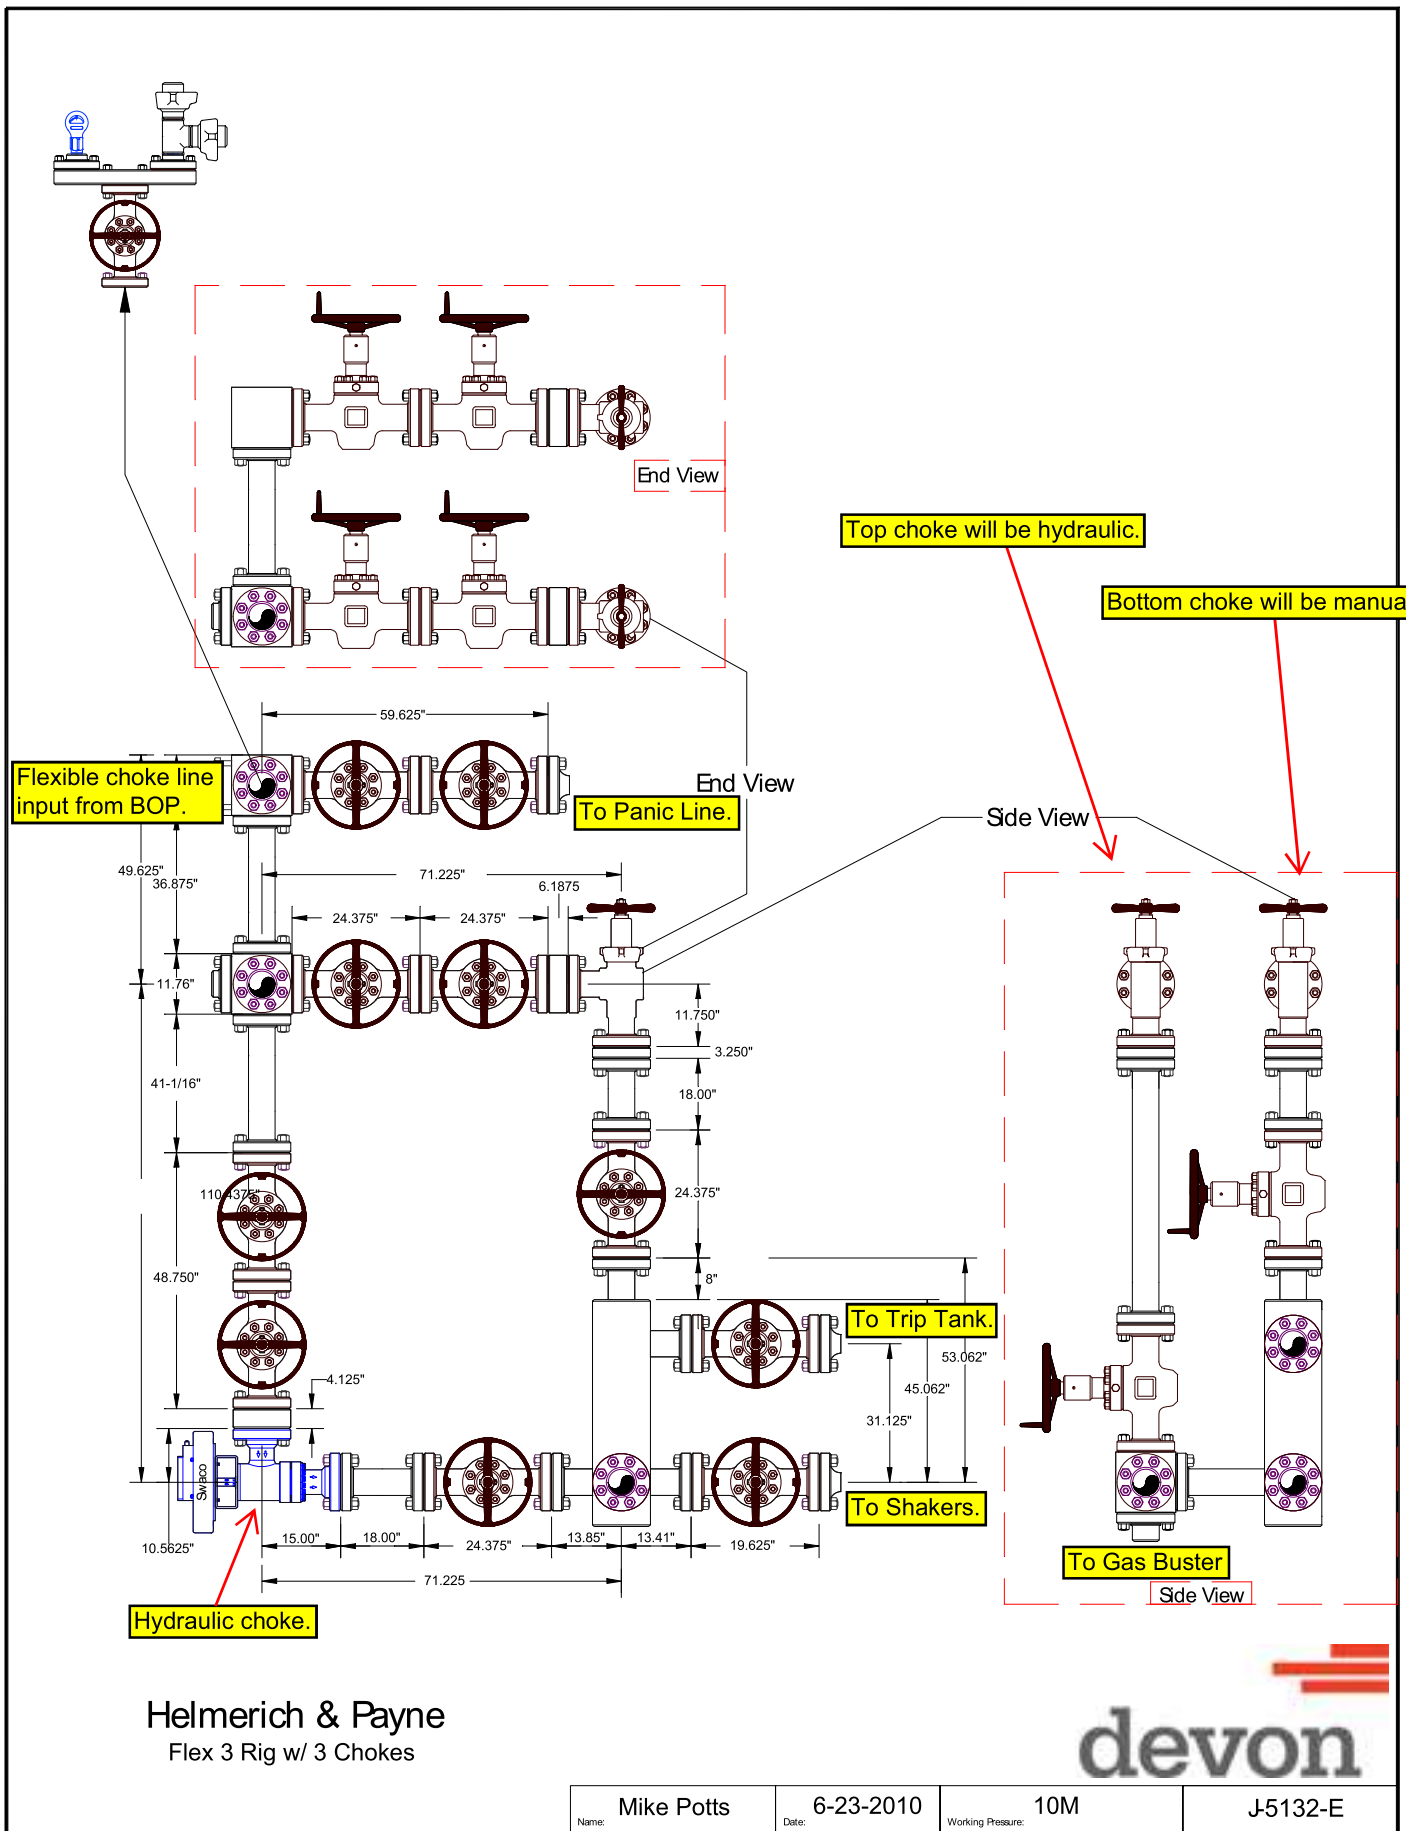 End View
Top choke will be hydraulic.
Bottom choke will be manua
59.625"
Flexible choke line
input from BOP.
End View
To Panic Line.
Side View
49.625"
36.875"
71.225"
6.1875
24.375"
24.375"
11.76"
11.750"
3.250"
41-1/16"
18.00"
110.4375"
24.375"
48.750"
8"
To Trip Tank.
53.062"
4.125"
45.062"
31.125"
Swaco
To Shakers.
10.5625"
15.00"
18.00"
24.375"
13.85"
13.41"
19.625"
To Gas Buster
71.225
Side View
Hydraulic choke.
Helmerich & Payne
Flex 3 Rig w/ 3 Chokes
devon
Name:
Mike Potts
Date:
6-23-2010
Working Pressure:
10M
J-5132-E